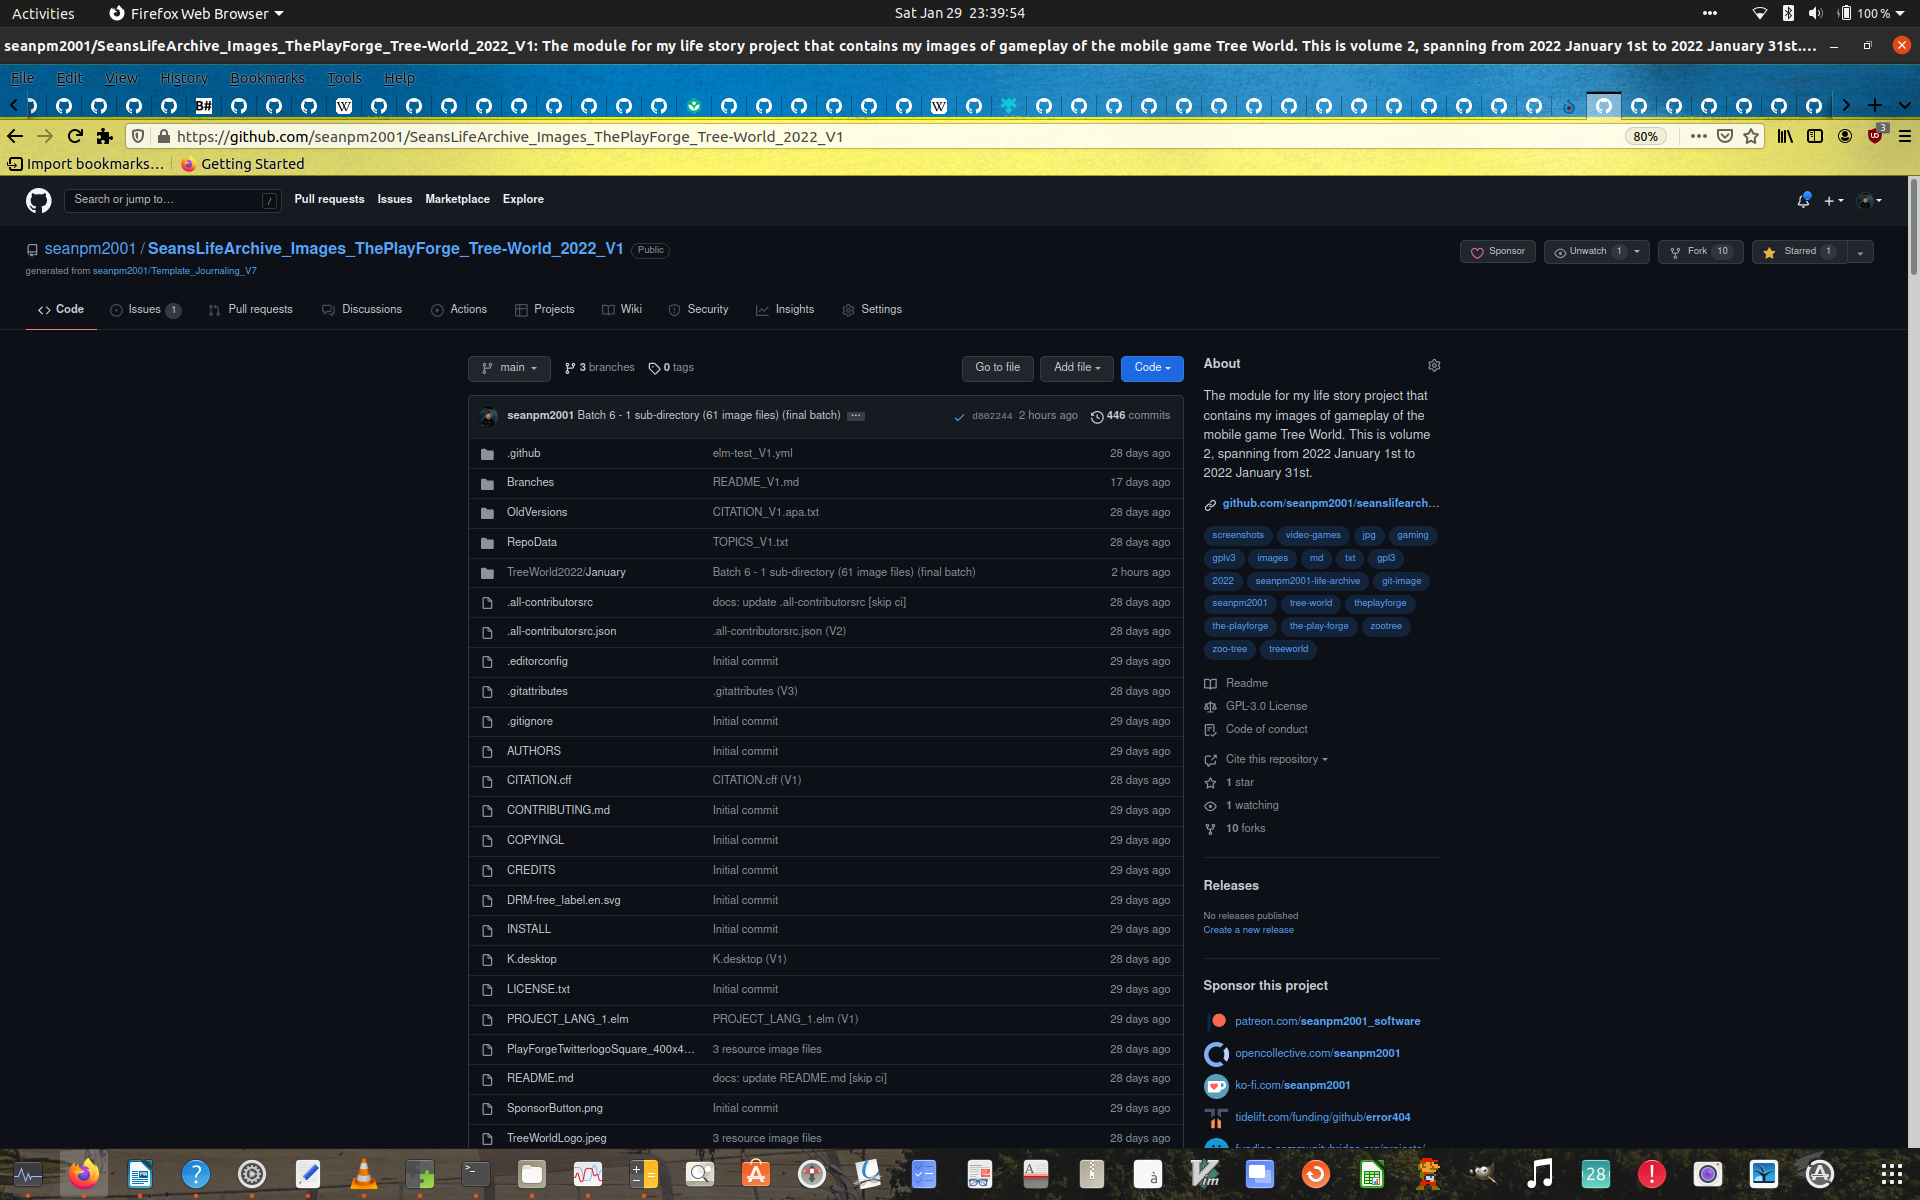 Activities
Firefox Web Browser
Sat Jan 29 23:39:54
100 %
seanpm2001/SeansLifeArchive_Images_ThePlayForge_Tree-World_2022_V1: The module for my life story project that contains my images of gameplay of the mobile game Tree World. This is volume 2, spanning from 2022 January 1st to 2022 January 31st....
File Edit View History Bookmarks Tools Help
B# W W
https://github.com/seanpm2001/SeansLifeArchive_Images_ThePlayForge_Tree-World_2022_V1
80%
3
Import bookmarks...
Getting Started
Search or jump to...
/
Pull requests Issues Marketplace Explore
seanpm2001 / SeansLifeArchive_Images_ThePlayForge_Tree-World_2022_V1 Public
generated from seanpm2001/Template_Journaling_V7
Sponsor
Unwatch 1
Fork 10
Starred 1
Code
Issues 1
Pull requests
Discussions
Actions
Projects
Wiki
Security
Insights
Settings
main
3 branches
0 tags
Go to file
Add file
Code
seanpm2001 Batch 6 - 1 sub-directory (61 image files) (final batch) ... d802244 2 hours ago 446 commits
.github elm-test_V1.yml 28 days ago
Branches README_V1.md 17 days ago
OldVersions CITATION_V1.apa.txt 28 days ago
RepoData TOPICS_V1.txt 28 days ago
TreeWorld2022/January Batch 6 - 1 sub-directory (61 image files) (final batch) 2 hours ago
.all-contributorsrc docs: update .all-contributorsrc [skip ci] 28 days ago
.all-contributorsrc.json .all-contributorsrc.json (V2) 28 days ago
.editorconfig Initial commit 29 days ago
.gitattributes .gitattributes (V3) 28 days ago
.gitignore Initial commit 29 days ago
AUTHORS Initial commit 29 days ago
CITATION.cff CITATION.cff (V1) 28 days ago
CONTRIBUTING.md Initial commit 29 days ago
COPYINGL Initial commit 29 days ago
CREDITS Initial commit 29 days ago
DRM-free_label.en.svg Initial commit 29 days ago
INSTALL Initial commit 29 days ago
K.desktop K.desktop (V1) 28 days ago
LICENSE.txt Initial commit 29 days ago
PROJECT_LANG_1.elm PROJECT_LANG_1.elm (V1) 29 days ago
PlayForgeTwitterlogoSquare_400x4... 3 resource image files 28 days ago
README.md docs: update README.md [skip ci] 28 days ago
SponsorButton.png Initial commit 29 days ago
TreeWorldLogo.jpeg 3 resource image files 28 days ago
About
The module for my life story project that
contains my images of gameplay of the
mobile game Tree World. This is volume
2, spanning from 2022 January 1st to
2022 January 31st.
github.com/seanpm2001/seanslifearch...
screenshots video-games jpg gaming
gplv3 images md txt gpl3
2022 seanpm2001-life-archive git-image
seanpm2001 tree-world theplayforge
the-playforge the-play-forge zootree
zoo-tree treeworld
Readme
GPL-3.0 License
Code of conduct
Cite this repository
1 star
1 watching
10 forks
Releases
No releases published
Create a new release
Sponsor this project
patreon.com/seanpm2001_software
opencollective.com/seanpm2001
ko-fi.com/seanpm2001
tidelift.com/funding/github/error404
28